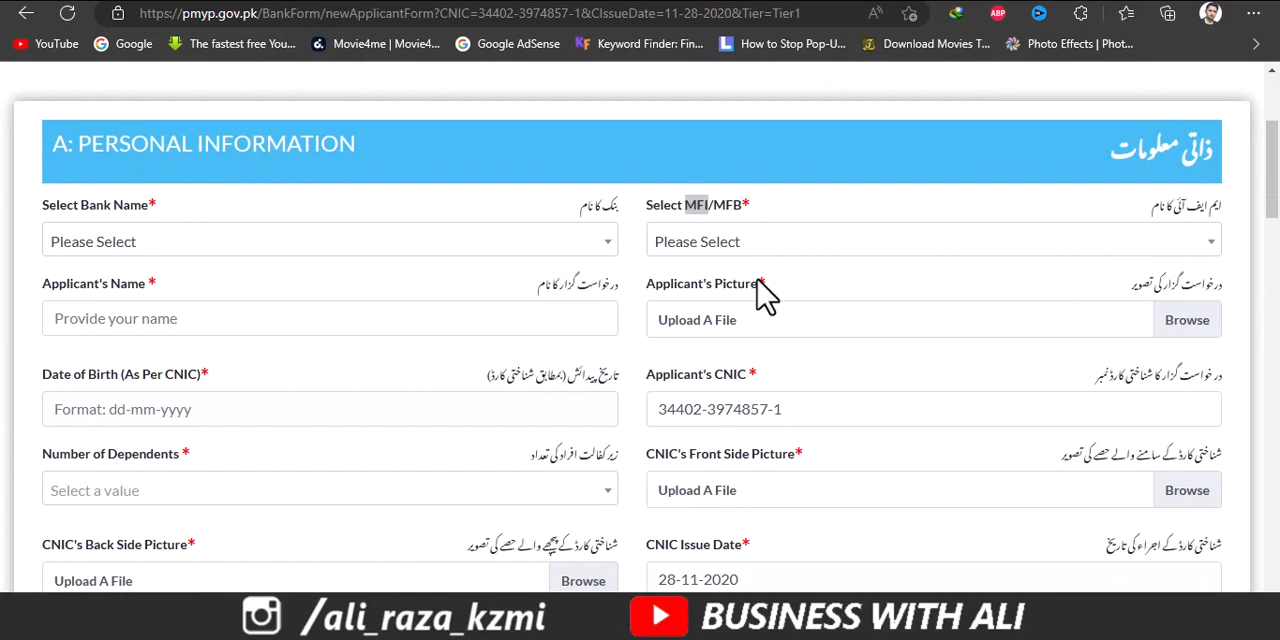 https://pmyp.gov.pk/BankForm/newApplicantForm?CNIC=34402-3974857-1&CIssueDate=11-28-2020&Tier=Tier1
YouTube
Google
The fastest free You...
Movie4me | Movie4...
Google AdSense
Keyword Finder: Fin...
How to Stop Pop-U...
Download Movies T...
Photo Effects | Phot...
ABP
A: PERSONAL INFORMATION ذاتی معلومات
Select Bank Name* بنک کا نام
Select MFI/MFB* ایم ایف آئی کا نام
Please Select
Please Select
Applicant's Name * درخواست گزار کا نام
Applicant's Picture* درخواست گزار کی تصویر
Provide your name
Upload A File Browse
Date of Birth (As Per CNIC)* تاریخ پیدائش (بمطابق شناختی کارڈ)
Applicant's CNIC * درخواست گزار کا شناختی کارڈ نمبر
Format: dd-mm-yyyy
34402-3974857-1
Number of Dependents * زیر کفالت افراد کی تعداد
CNIC's Front Side Picture* شناختی کارڈ کے سامنے والے حصے کی تصویر
Select a value
Upload A File Browse
CNIC's Back Side Picture* شناختی کارڈ کے پیچھے والے حصے کی تصویر
CNIC Issue Date* شناختی کارڈ کے اجراء کی تاریخ
Upload A File Browse
28-11-2020
/ali_raza_kzmi
BUSINESS WITH ALI